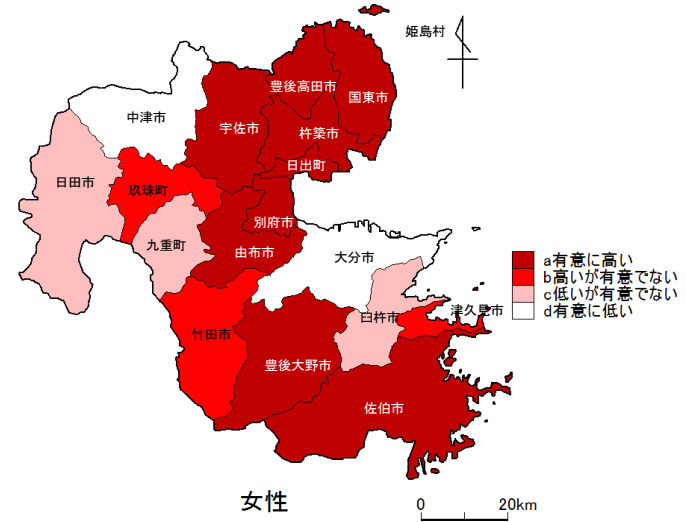 姫島村
豊後高田市
国東市
中津市
宇佐市
杵築市
日出町
日田市
玖珠町
別府市
九重町
由布市
大分市
a有意に高い
b高いが有意でない
c低いが有意でない
d有意に低い
津久見市
臼杵市
竹田市
豊後大野市
佐伯市
女性
0 20km